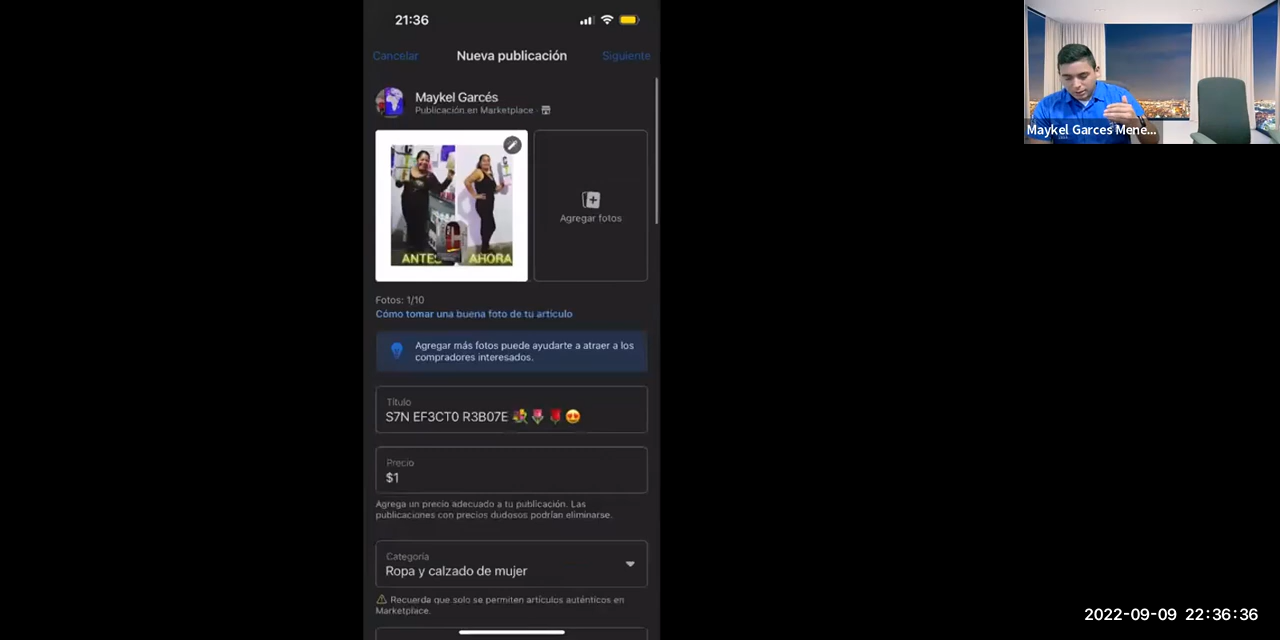 21:36
Cancelar
Nueva publicación
Siguiente
Maykel Garcés
Publicación en Marketplace ·
ANTES
AHORA
Agregar fotos
Fotos: 1/10
Cómo tomar una buena foto de tu artículo
Agregar más fotos puede ayudarte a atraer a los
compradores interesados.
Título
S7N EF3CT0 R3B07E 💐🌷🌹😍
Precio
$1
Agrega un precio adecuado a tu publicación. Las
publicaciones con precios dudosos podrían eliminarse.
Categoría
Ropa y calzado de mujer
⚠ Recuerda que solo se permiten artículos auténticos en
Marketplace.
Maykel Garces Mene...
2022-09-09 22:36:36